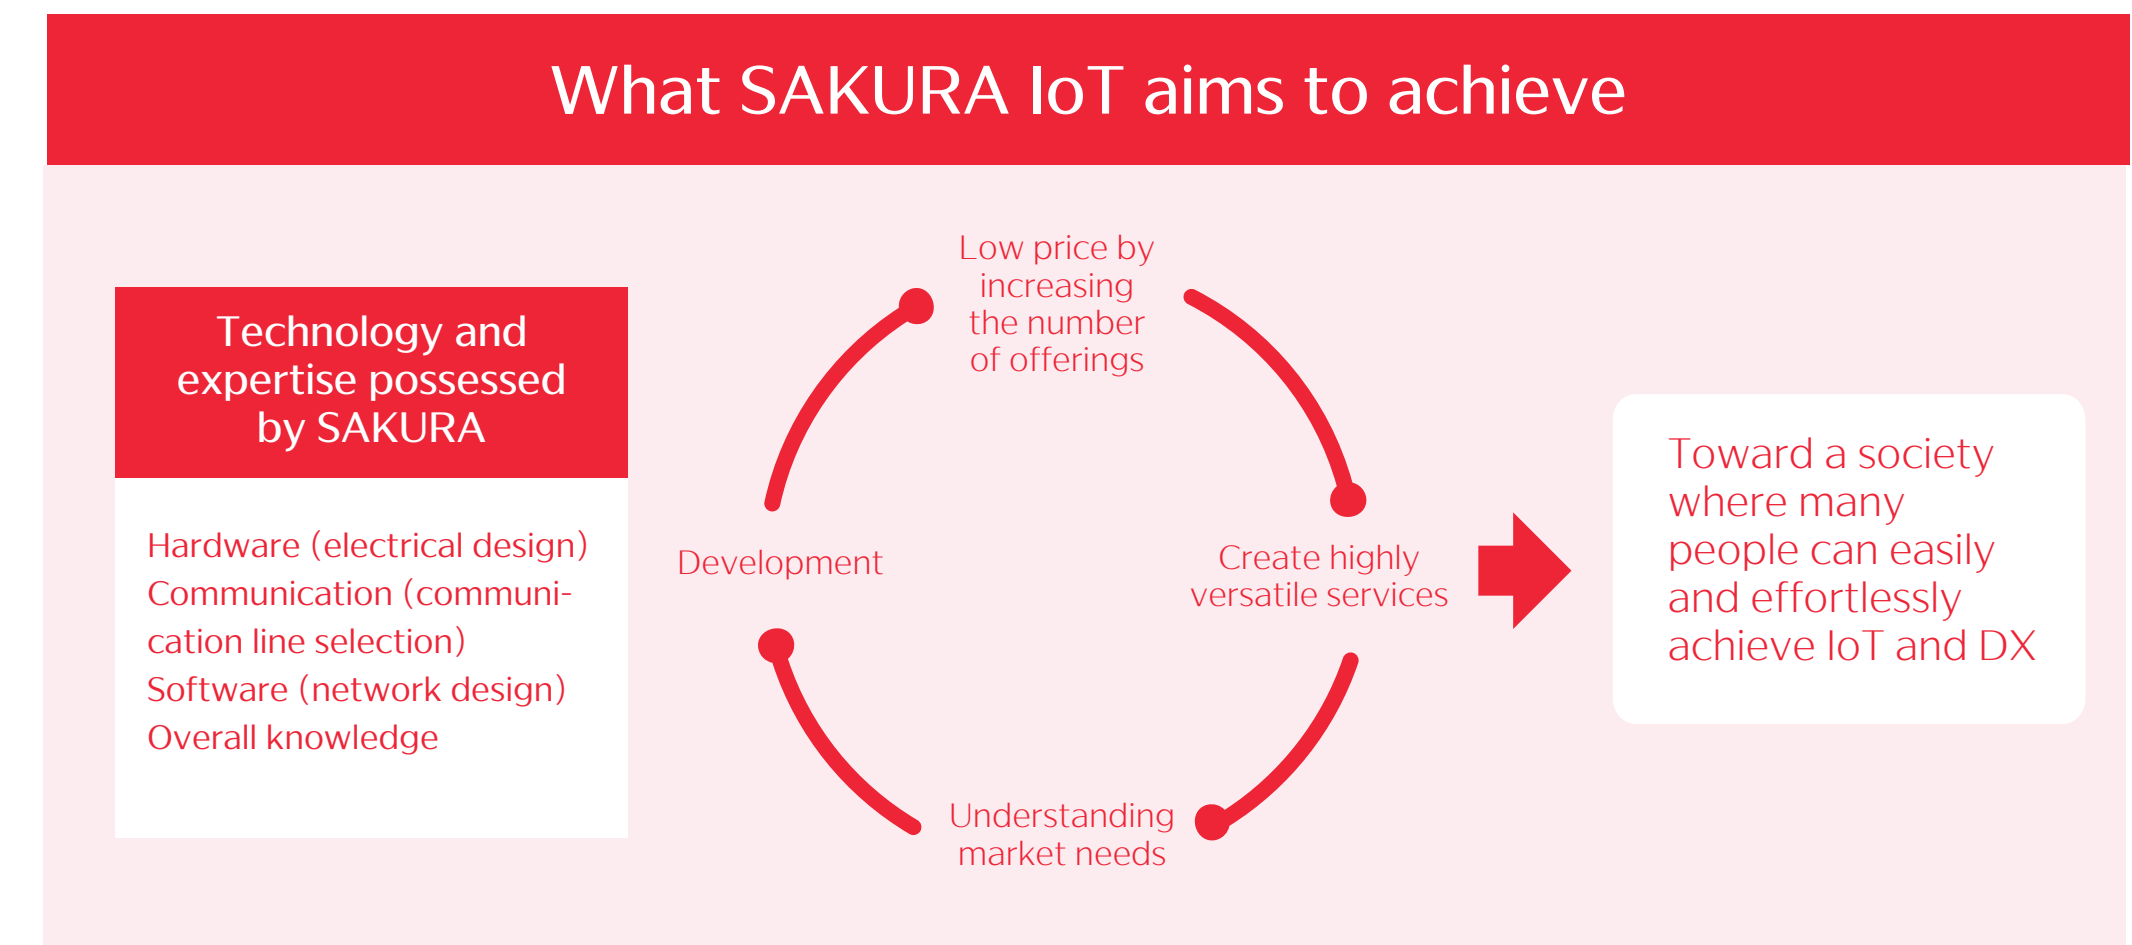 What SAKURA IoT aims to achieve
Technology and
expertise possessed
by SAKURA
Hardware (electrical design)
Communication (communi-
cation line selection)
Software (network design)
Overall knowledge
Low price by
increasing
the number
of offerings
Development
Create highly
versatile services
Understanding
market needs
Toward a society
where many
people can easily
and effortlessly
achieve IoT and DX